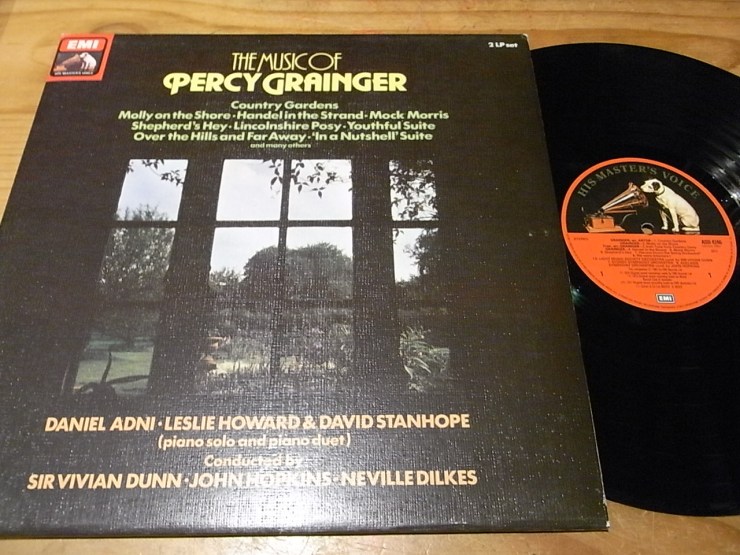 EMI
HIS MASTER'S VOICE
2 LP set
THE MUSIC OF
PERCY GRAINGER
Country Gardens
Molly on the Shore · Handel in the Strand · Mock Morris
Shepherd's Hey · Lincolnshire Posy · Youthful Suite
Over the Hills and Far Away · 'In a Nutshell' Suite
and many others
DANIEL ADNI · LESLIE HOWARD & DAVID STANHOPE
(piano solo and piano duet)
Conducted by
SIR VIVIAN DUNN · JOHN HOPKINS · NEVILLE DILKES
HIS MASTER'S VOICE
1
1
EMI